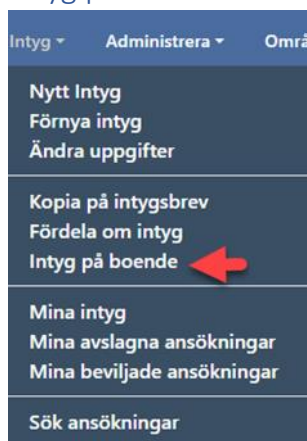 Intyg Administrera Områ
Nytt Intyg
Förnya intyg
Ändra uppgifter
Kopia på intygsbrev
Fördela om intyg
Intyg på boende
Mina intyg
Mina avslagna ansökningar
Mina beviljade ansökningar
Sök ansökningar